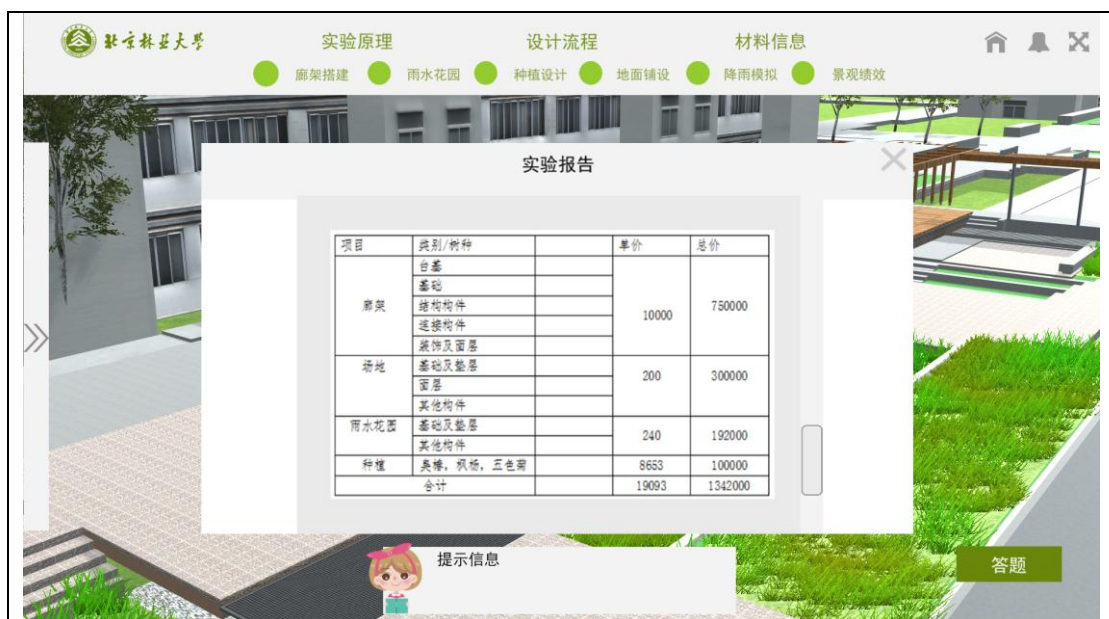 北京林业大学
实验原理 设计流程 材料信息
廊架搭建 雨水花园 种植设计 地面铺设 降雨模拟 景观绩效
实验报告
项目 类别/树种 单价 总价
廊架 台基 10000 750000
基础
结构构件
连接构件
装饰及面层
场地 基础及垫层 200 300000
面层
其他构件
雨水花园 基础及垫层 240 192000
其他构件
种植 臭椿，枫杨，五色菊 8653 100000
合计 19093 1342000
提示信息
答题